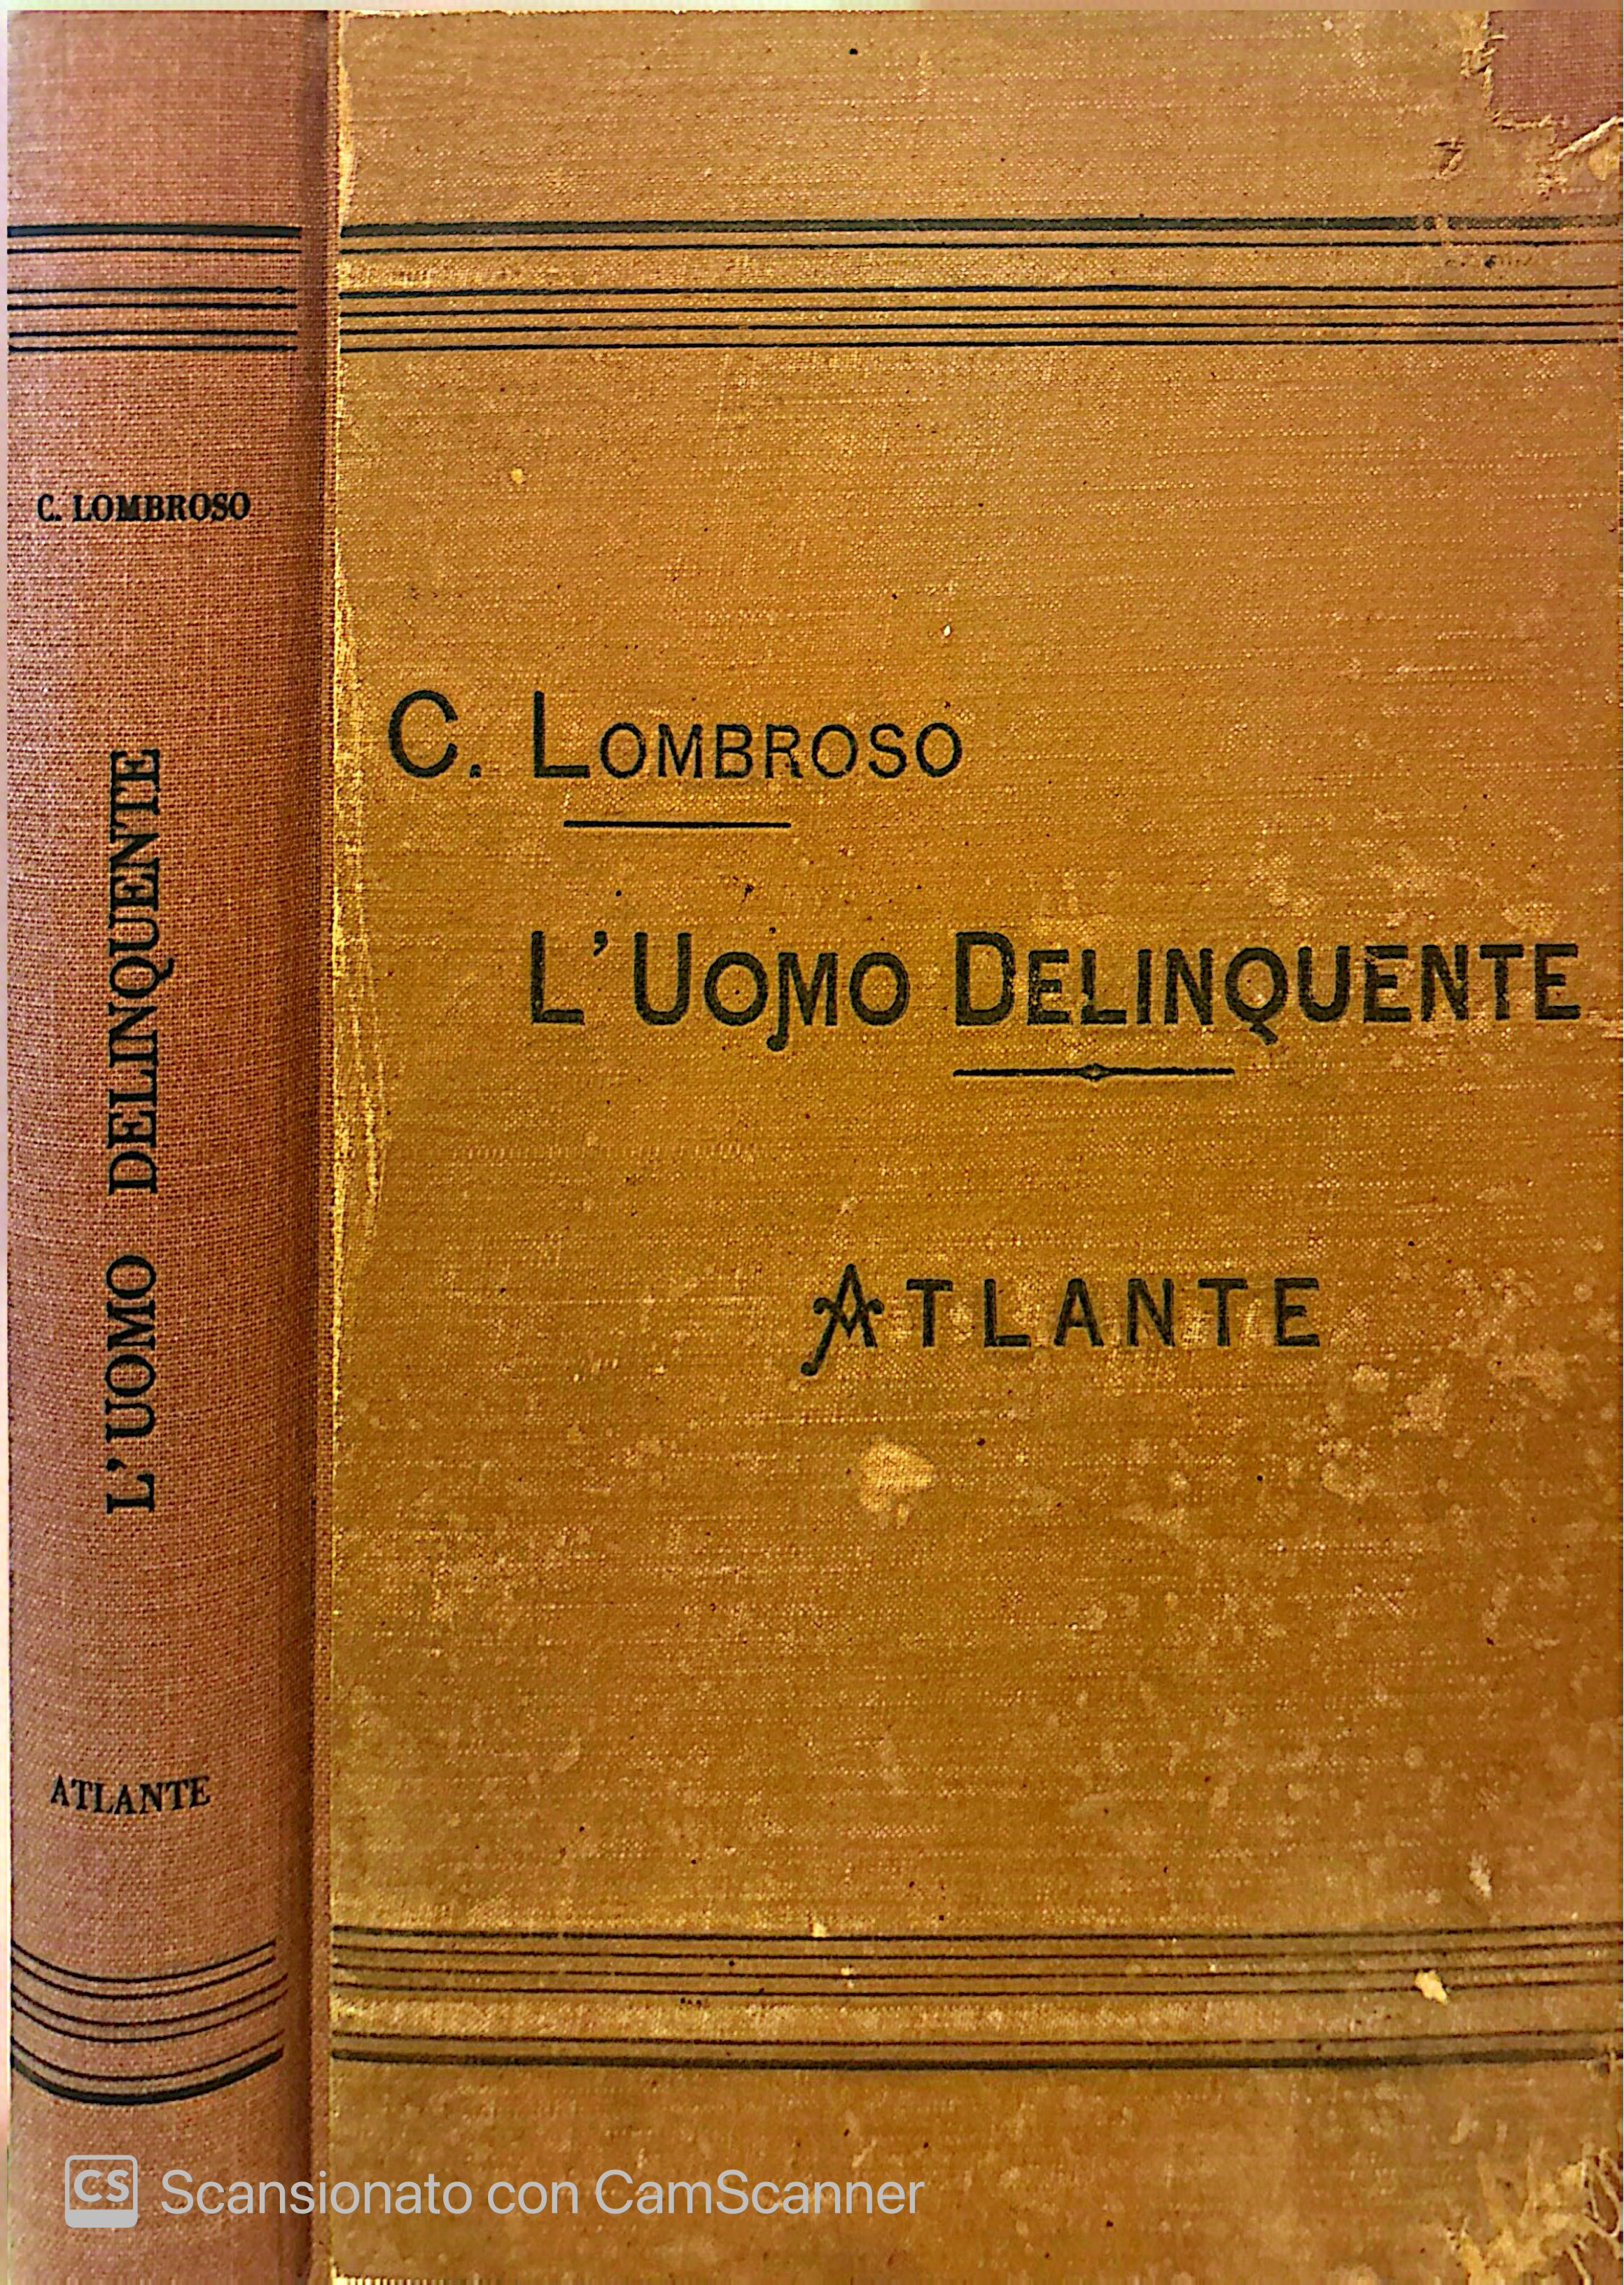 C. LOMBROSO
L'UOMO DELINQUENTE
ATLANTE
C. LOMBROSO
L'UOMO DELINQUENTE
ATLANTE
CS Scansionato con CamScanner